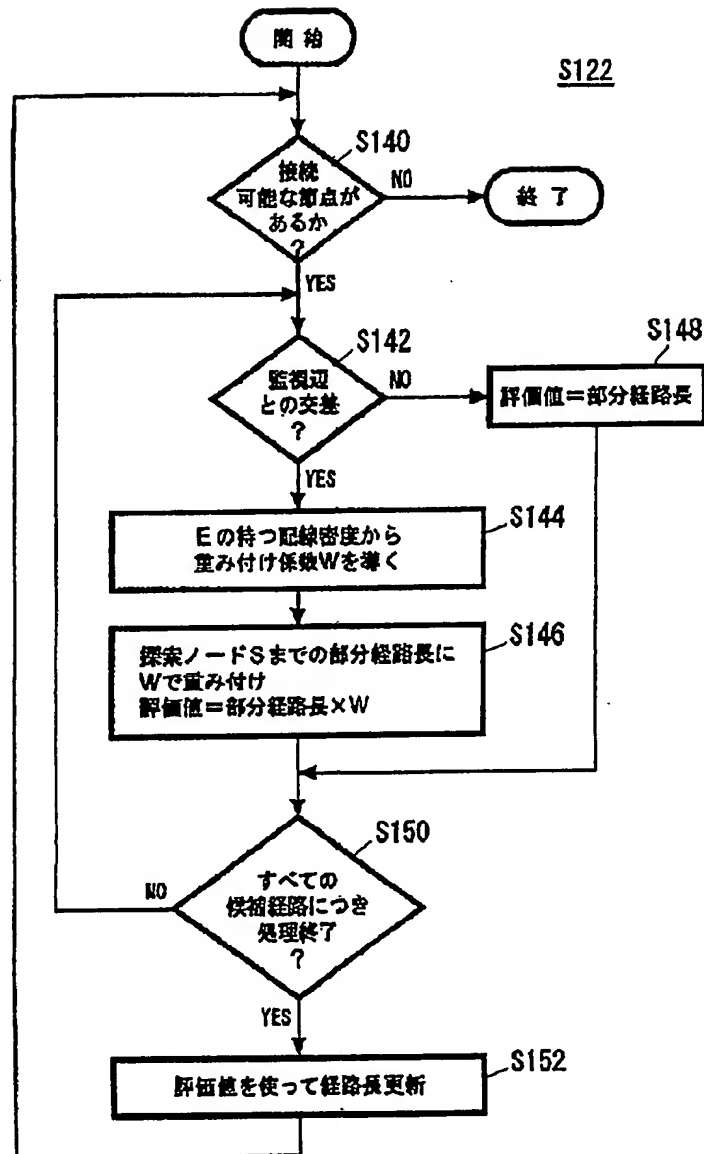 開始
S122
S140
接続
可能な節点が
あるか
?
NO
終了
YES
S142
監視辺
との交差
?
NO
S148
評価値=部分経路長
YES
S144
Eの持つ配線密度から
重み付け係数Wを導く
S146
探索ノードSまでの部分経路長に
Wで重み付け
評価値=部分経路長×W
S150
すべての
候補経路につき
処理終了
?
NO
YES
S152
評価値を使って経路長更新